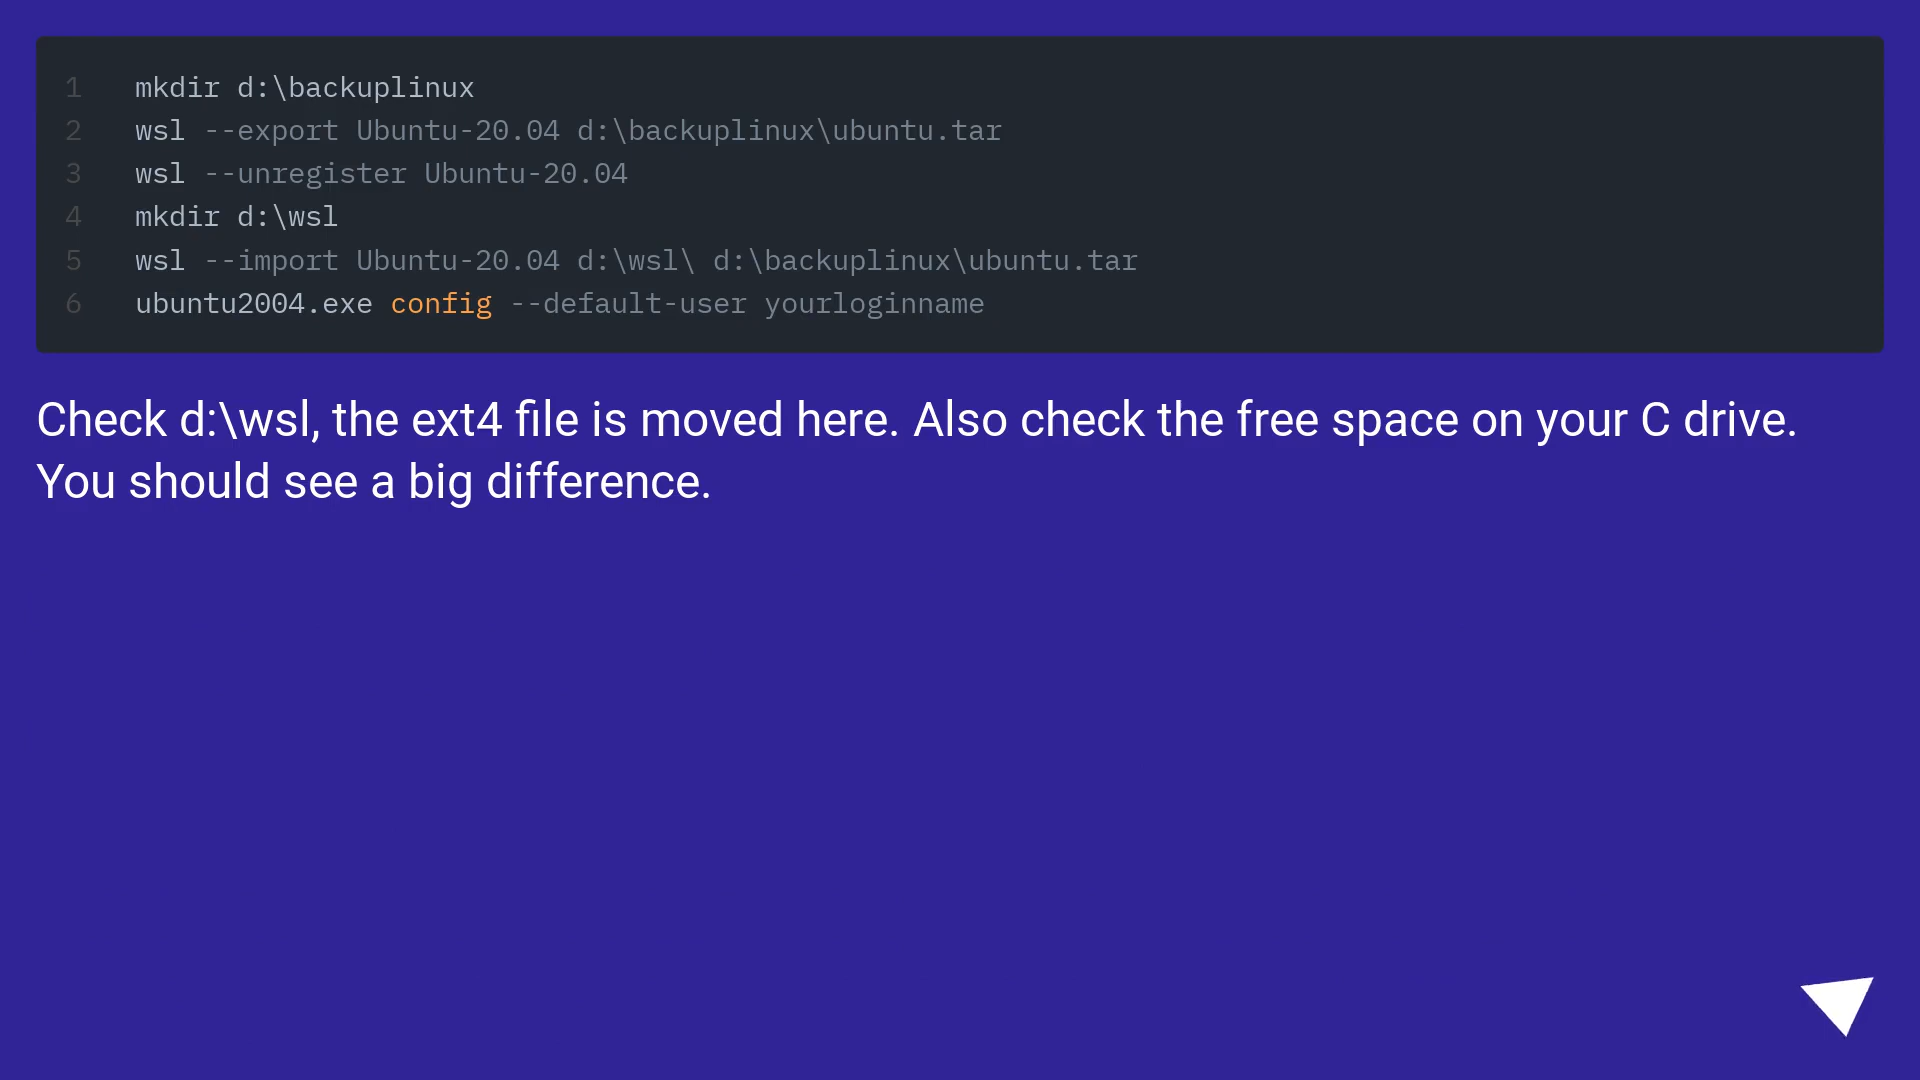 1 mkdir d:\backuplinux
2 wsl --export Ubuntu-20.04 d:\backuplinux\ubuntu.tar
3 wsl --unregister Ubuntu-20.04
4 mkdir d:\wsl
5 wsl --import Ubuntu-20.04 d:\wsl\ d:\backuplinux\ubuntu.tar
6 ubuntu2004.exe config --default-user yourloginname
Check d:\wsl, the ext4 file is moved here. Also check the free space on your C drive.
You should see a big difference.